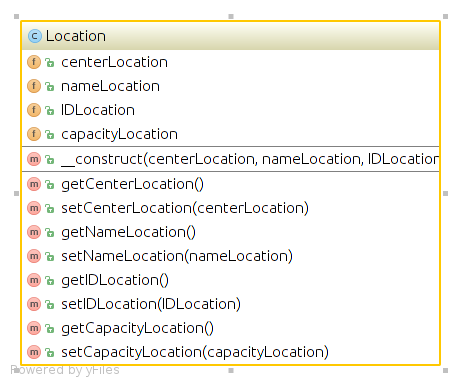 C Location
f centerLocation
f nameLocation
f IDLocation
f capacityLocation
m __construct(centerLocation, nameLocation, IDLocation
m getCenterLocation()
m setCenterLocation(centerLocation)
m getNameLocation()
m setNameLocation(nameLocation)
m getIDLocation()
m setIDLocation(IDLocation)
m getCapacityLocation()
m setCapacityLocation(capacityLocation)
Powered by yFiles